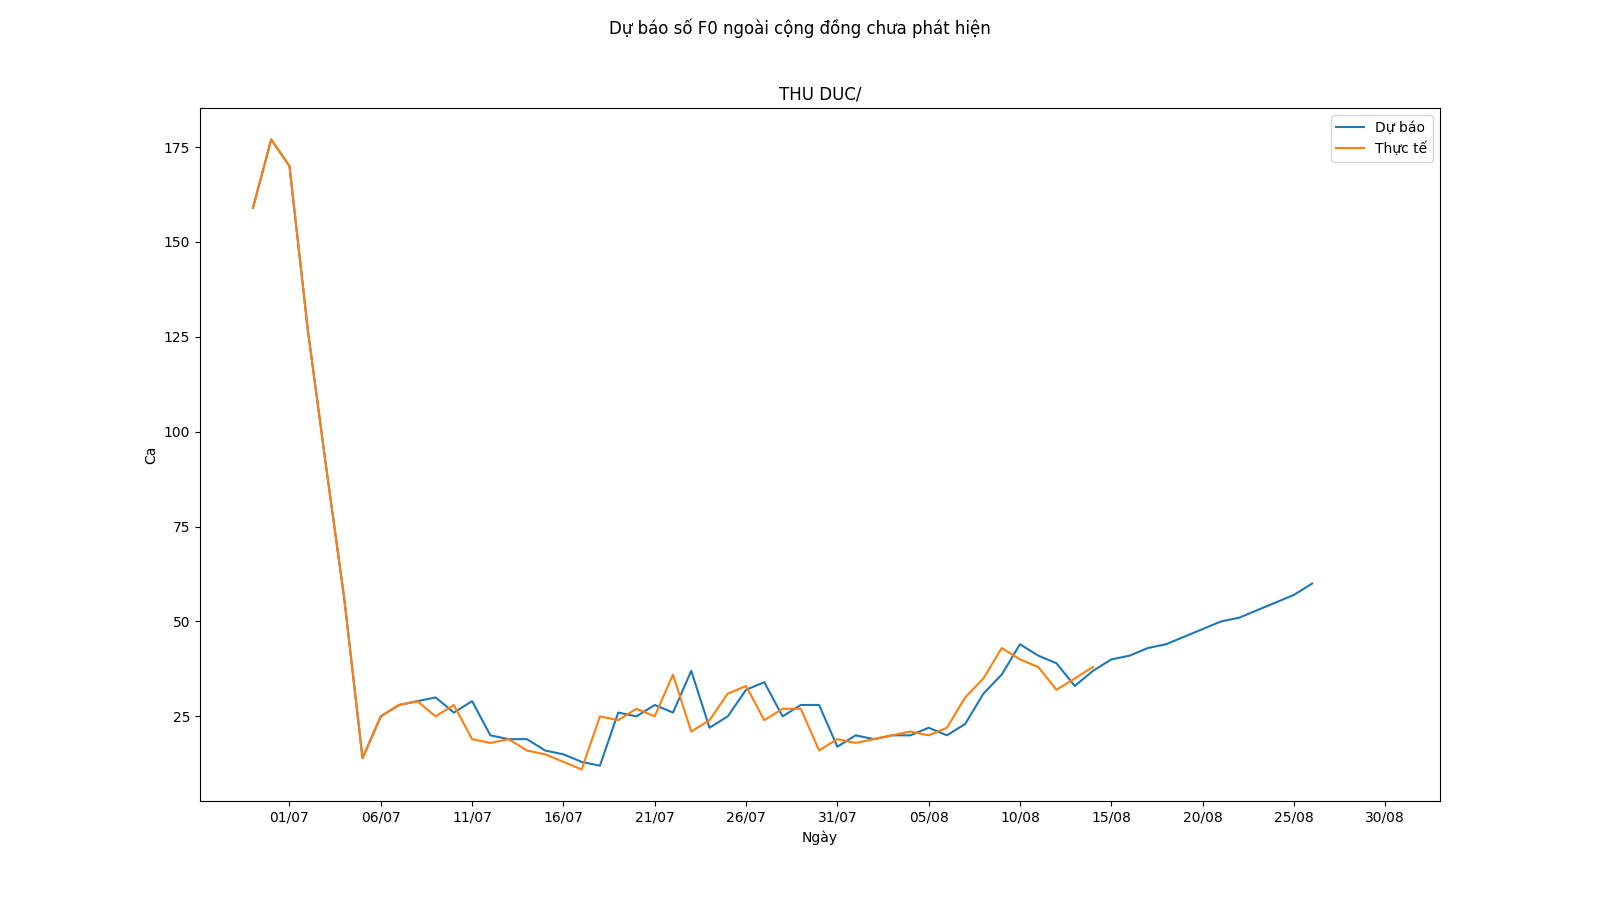 Dự báo số F0 ngoài cộng đồng chưa phát hiện
THU DUC/
Dự báo
Thực tế
175
150
125
100
75
50
25
Ca
01/07 06/07 11/07 16/07 21/07 26/07 31/07 05/08 10/08 15/08 20/08 25/08 30/08
Ngày